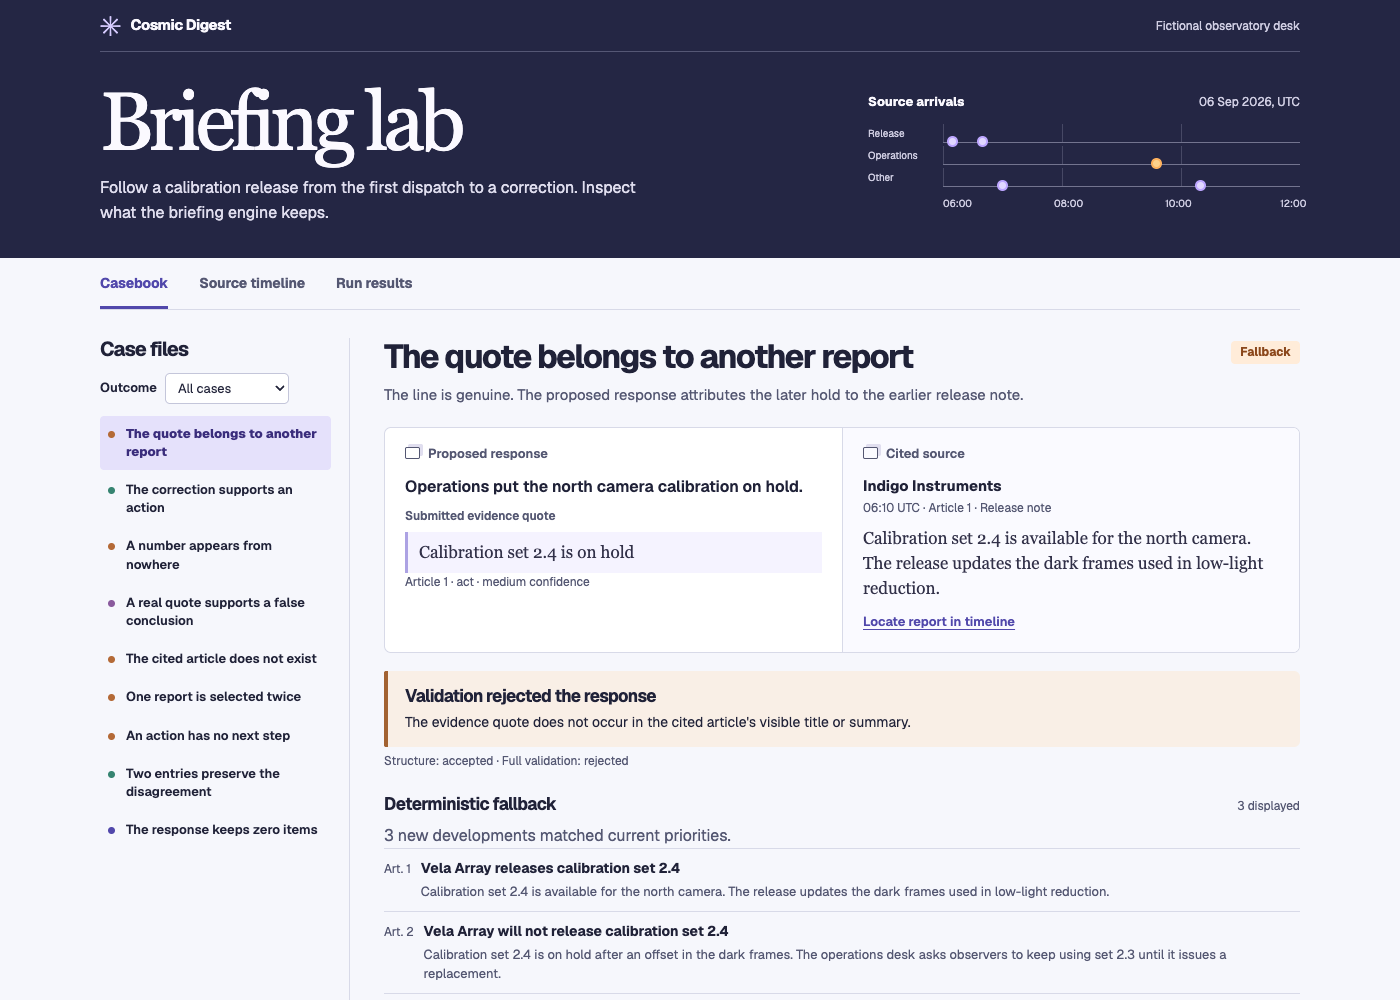 Cosmic Digest
Fictional observatory desk
Briefing lab
Follow a calibration release from the first dispatch to a correction. Inspect
what the briefing engine keeps.
Source arrivals
06 Sep 2026, UTC
Release
Operations
Other
06:00
08:00
10:00
12:00
Casebook
Source timeline
Run results
Case files
Outcome
All cases
The quote belongs to another
report
The correction supports an
action
A number appears from
nowhere
A real quote supports a false
conclusion
The cited article does not exist
One report is selected twice
An action has no next step
Two entries preserve the
disagreement
The response keeps zero items
The quote belongs to another report
Fallback
The line is genuine. The proposed response attributes the later hold to the earlier release note.
Proposed response
Operations put the north camera calibration on hold.
Submitted evidence quote
Calibration set 2.4 is on hold
Article 1 · act · medium confidence
Cited source
Indigo Instruments
06:10 UTC · Article 1 · Release note
Calibration set 2.4 is available for the north camera.
The release updates the dark frames used in low-light
reduction.
Locate report in timeline
Validation rejected the response
The evidence quote does not occur in the cited article's visible title or summary.
Structure: accepted · Full validation: rejected
Deterministic fallback
3 displayed
3 new developments matched current priorities.
Art. 1
Vela Array releases calibration set 2.4
Calibration set 2.4 is available for the north camera. The release updates the dark frames used in low-light reduction.
Art. 2
Vela Array will not release calibration set 2.4
Calibration set 2.4 is on hold after an offset in the dark frames. The operations desk asks observers to keep using set 2.3 until it issues a
replacement.